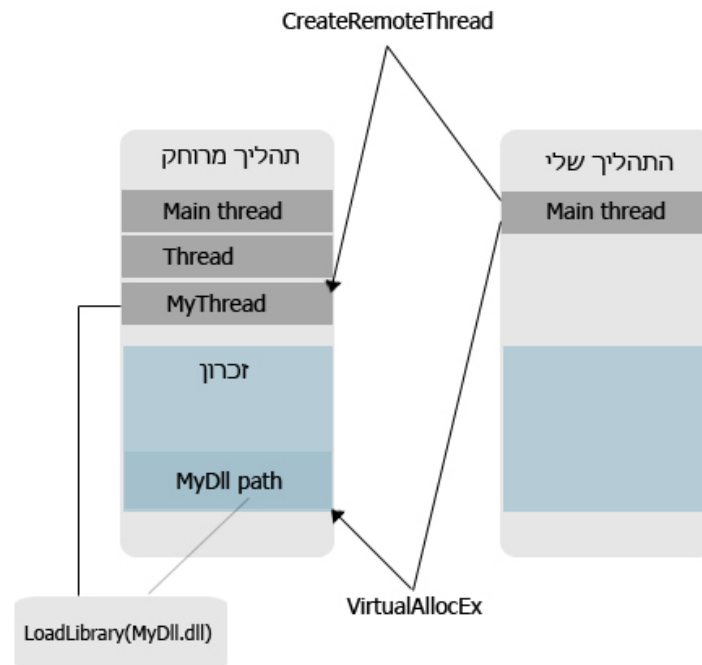 CreateRemoteThread
תהליך מרוחק
התהליך שלי
Main thread
Main thread
Thread
MyThread
זכרון
MyDll path
VirtualAllocEx
LoadLibrary(MyDll.dll)